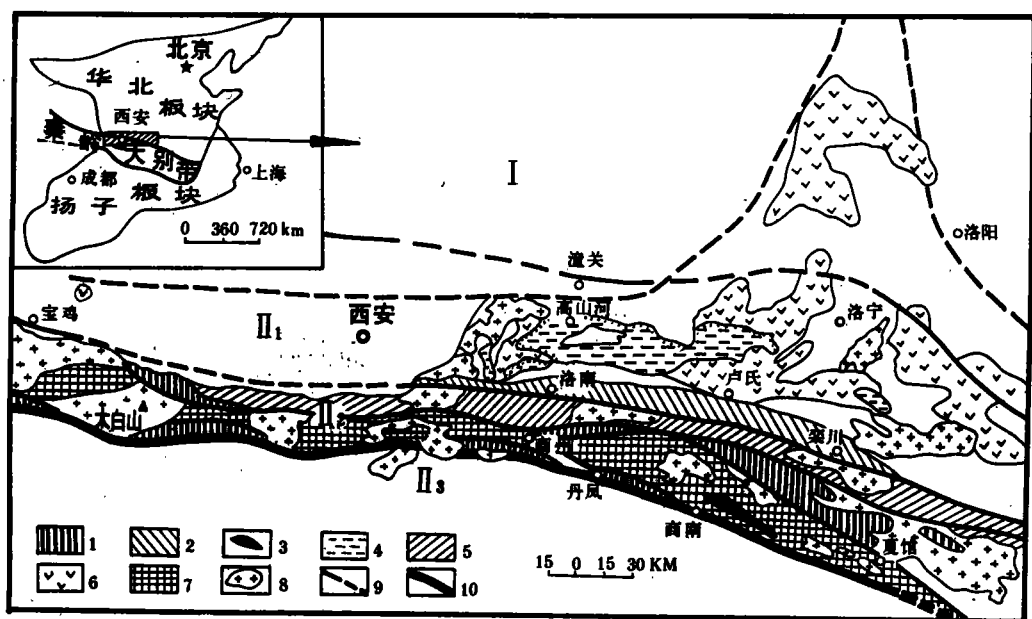 北京
华北板块
西安
秦岭大别带
成都
上海
扬子板块
0 360 720 km
I
洛阳
潼关
宝鸡
II₁
西安
高山河
洛宁
洛南
卢氏
太白山
II
栾川
II₃
丹凤
商南
夏馆
1 2 3 4 5
6 7 8 9 10
15 0 15 30 KM